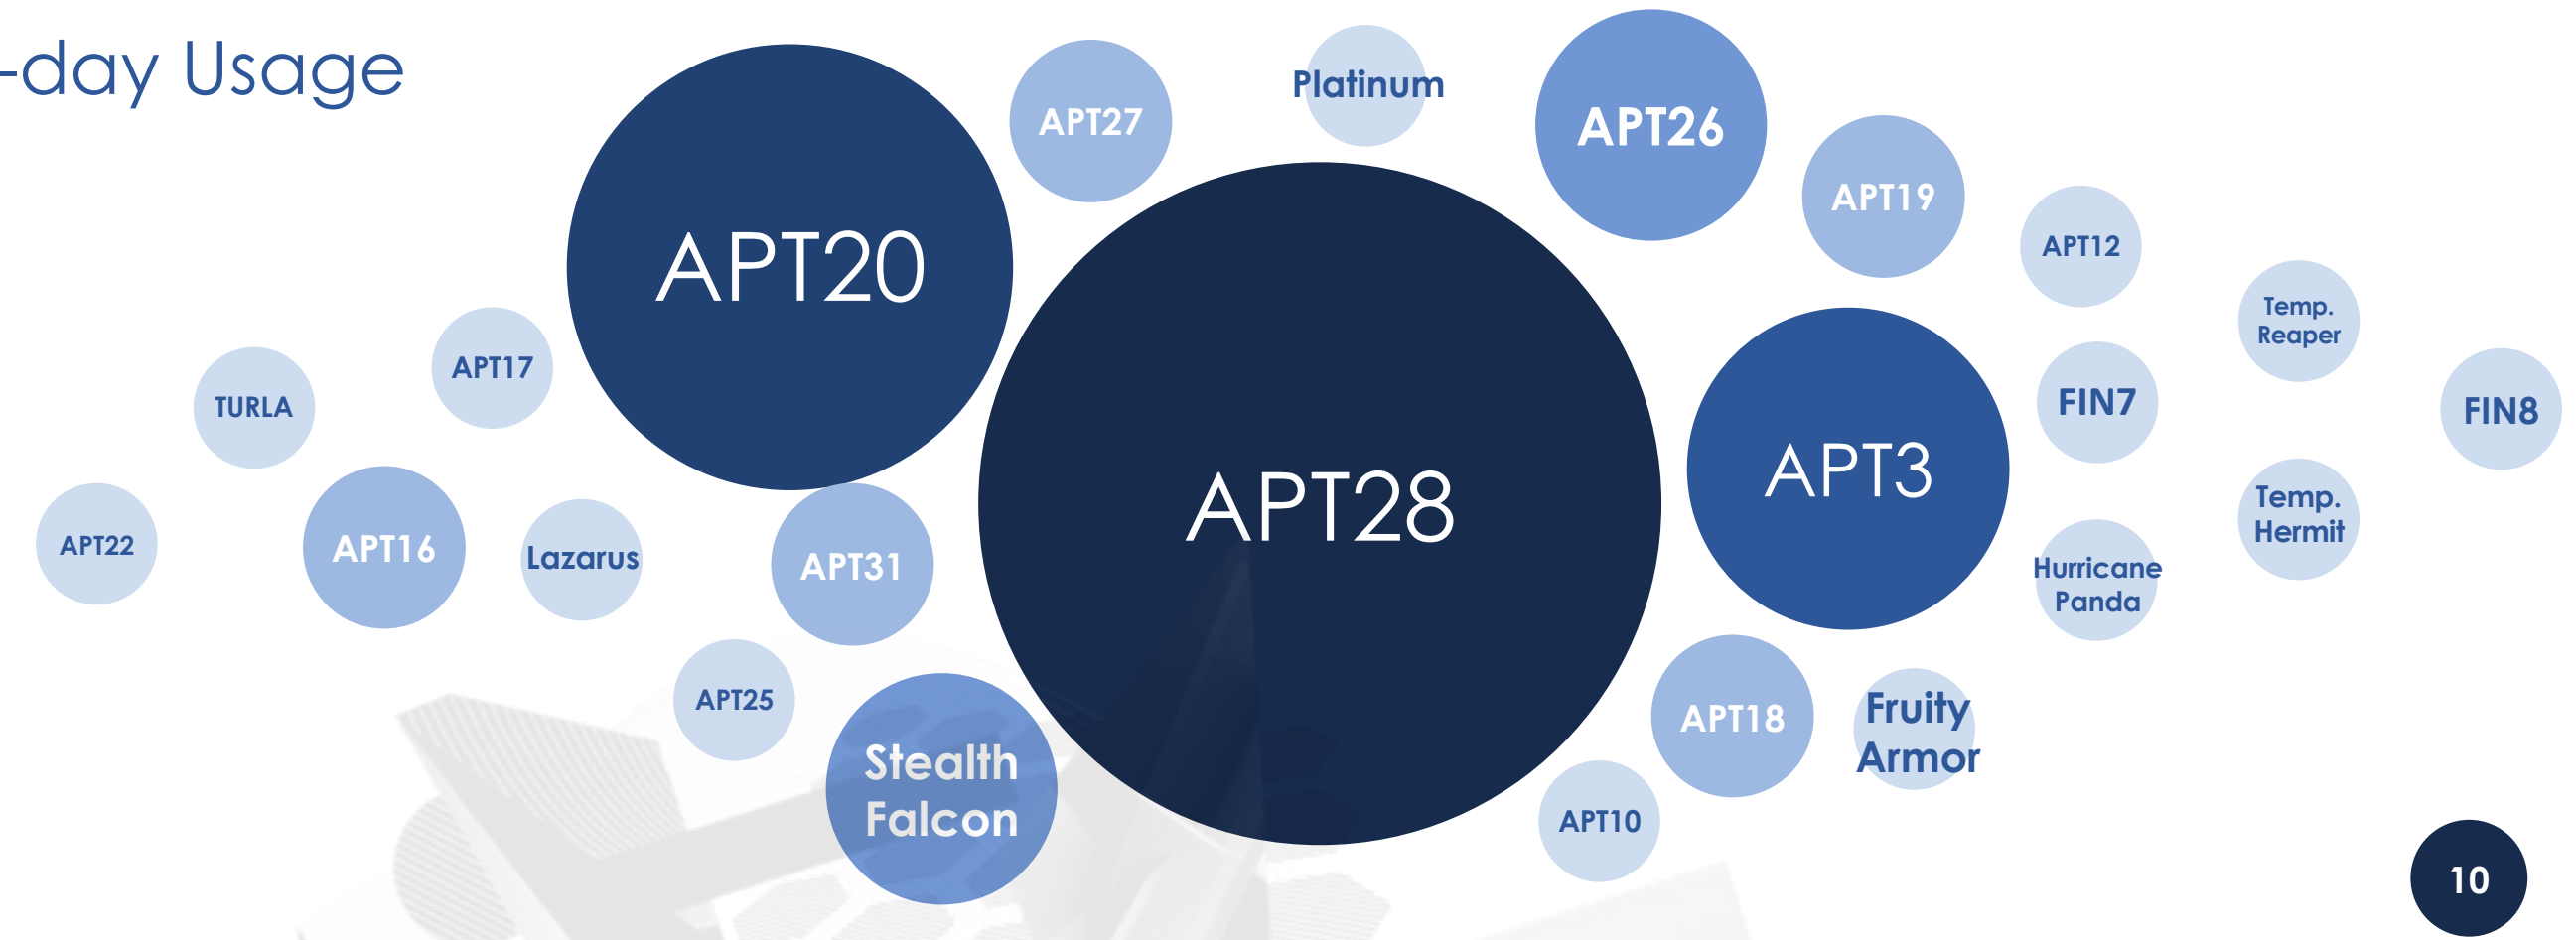 -day Usage
APT27
Platinum
APT26
APT19
APT20
APT12
Temp.
Reaper
APT17
TURLA
FIN7
FIN8
APT3
APT28
Temp.
Hermit
APT22
APT16
Lazarus
APT31
Hurricane
Panda
APT25
APT18
Fruity
Armor
Stealth
Falcon
APT10
10